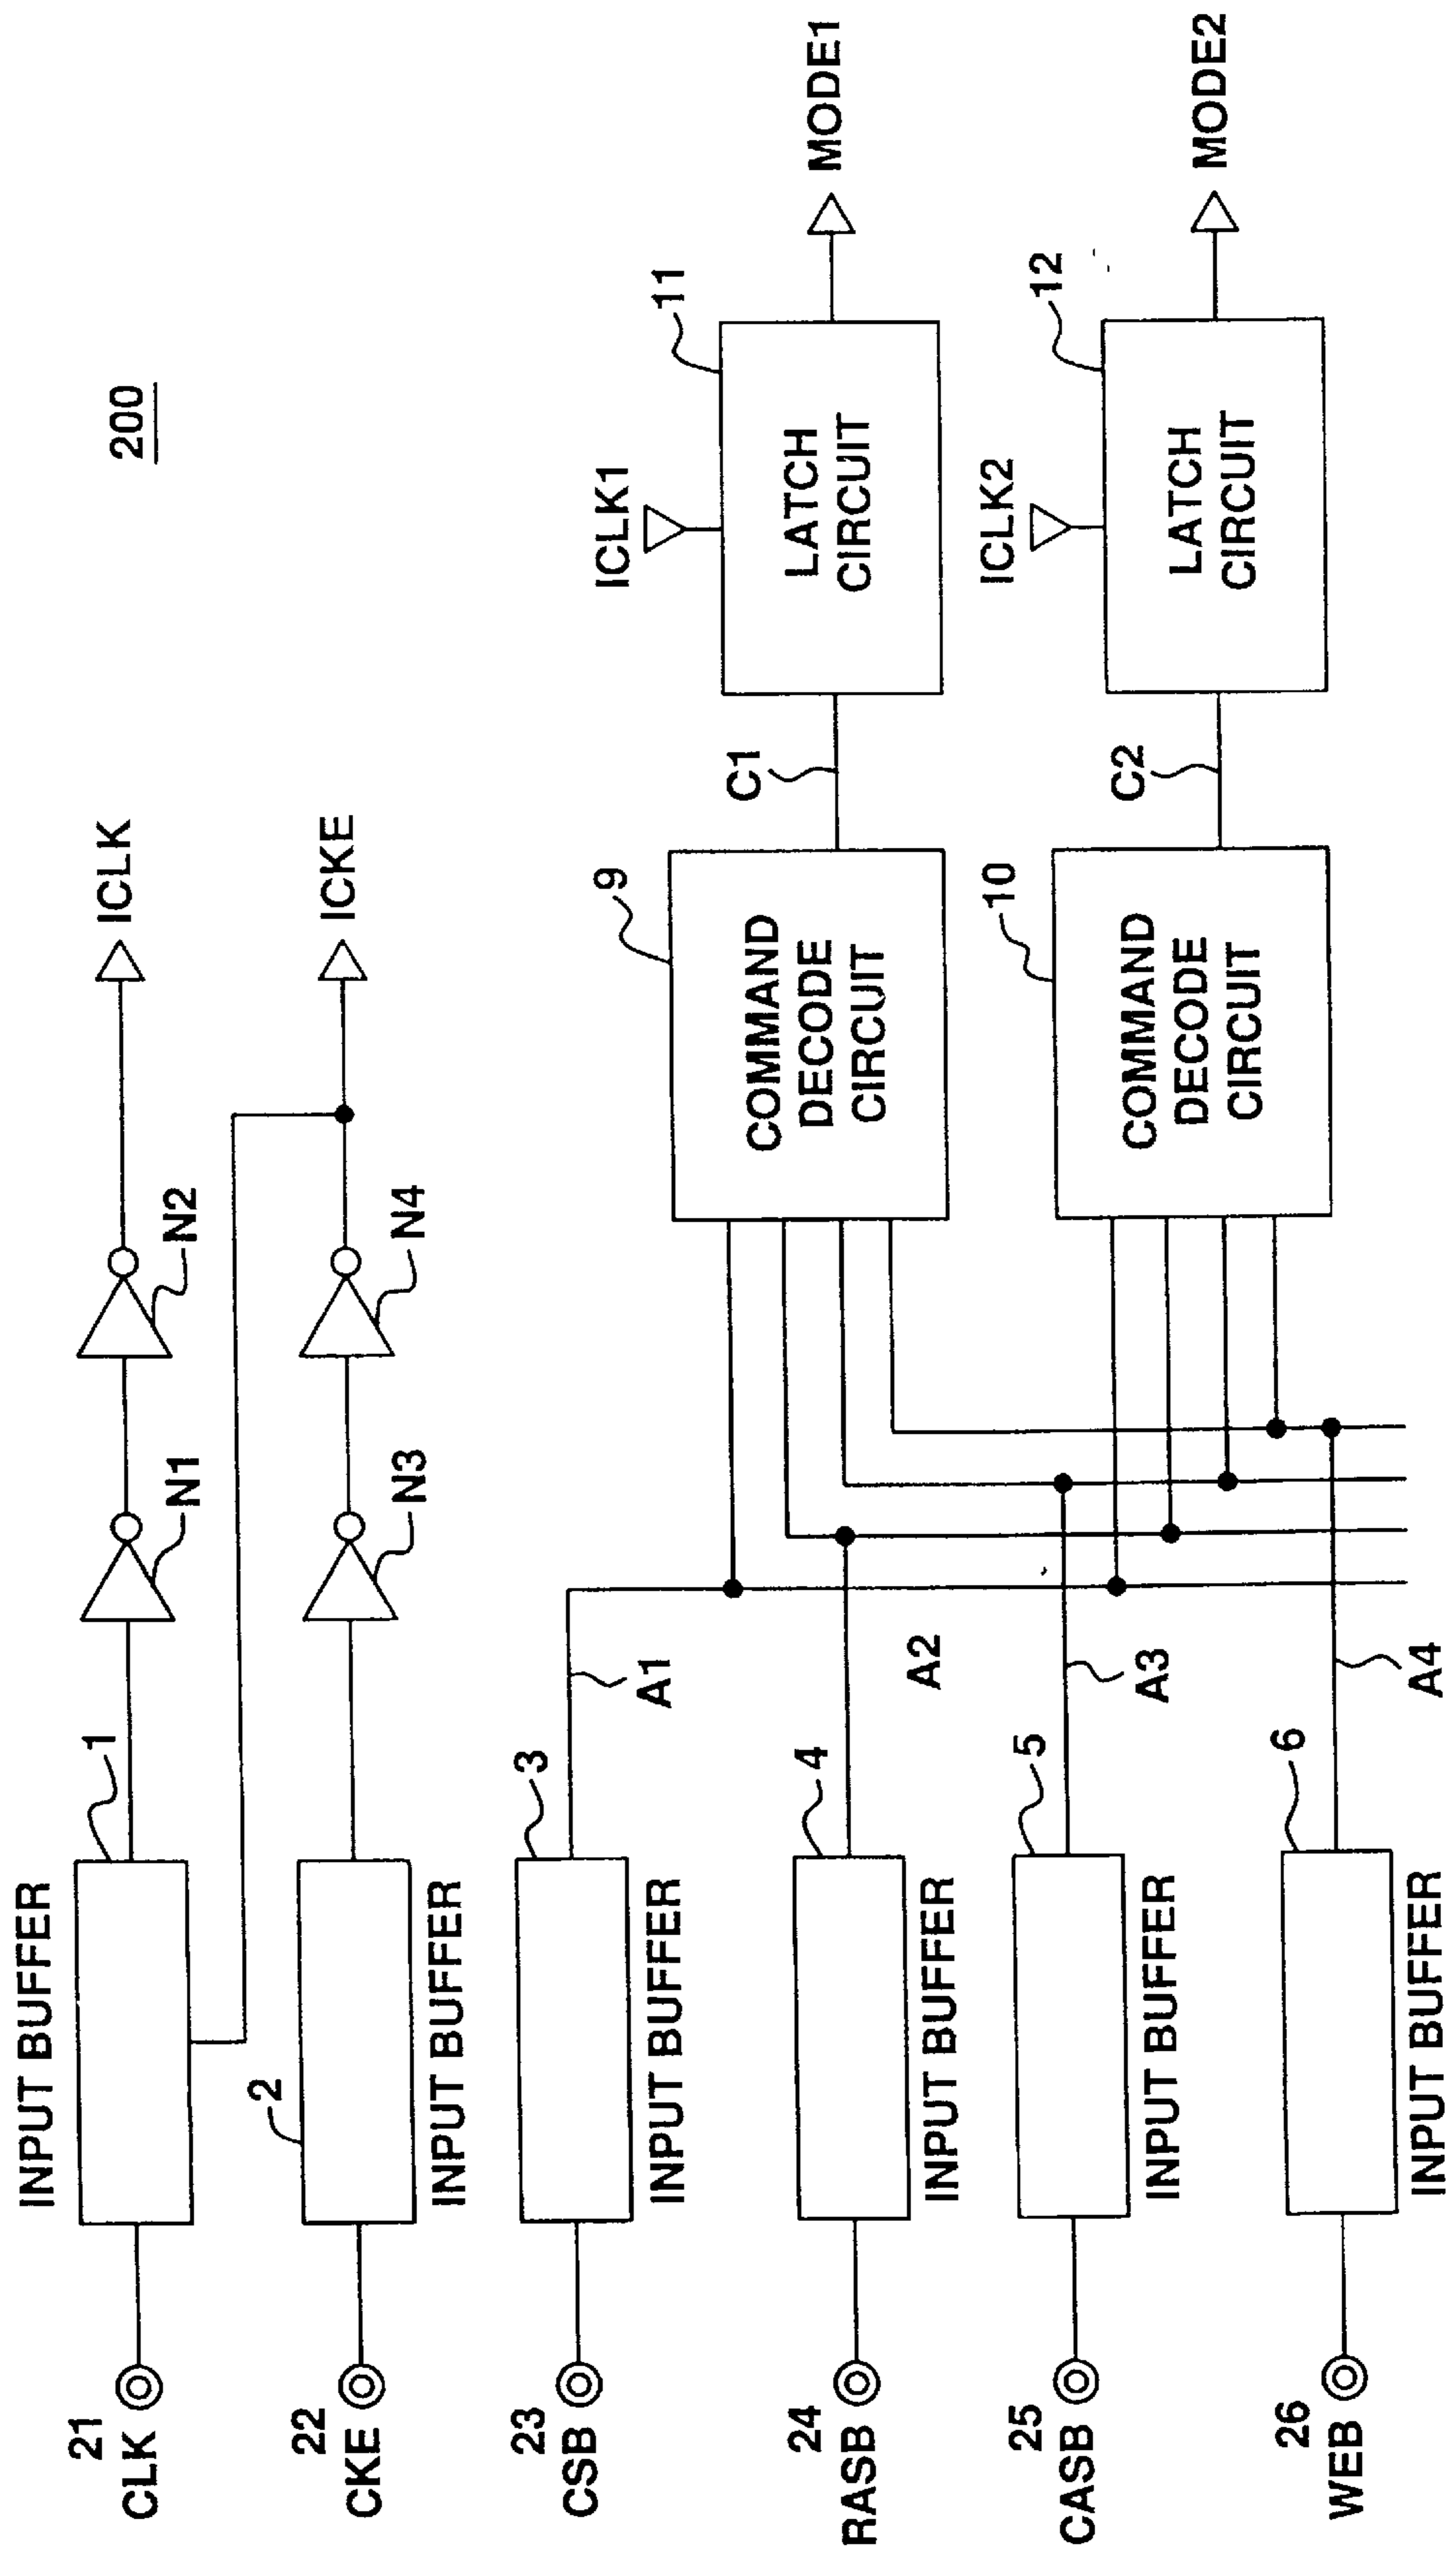 200
INPUT BUFFER
1
21
CLK
N1
N2
ICLK
22
CKE
2
INPUT BUFFER
N3
N4
ICKE
23
CSB
3
INPUT BUFFER
A1
24
RASB
4
INPUT BUFFER
A2
25
CASB
5
INPUT BUFFER
A3
26
WEB
6
INPUT BUFFER
A4
9
COMMAND
DECODE
CIRCUIT
C1
ICLK1
11
LATCH
CIRCUIT
MODE1
10
COMMAND
DECODE
CIRCUIT
C2
ICLK2
12
LATCH
CIRCUIT
MODE2